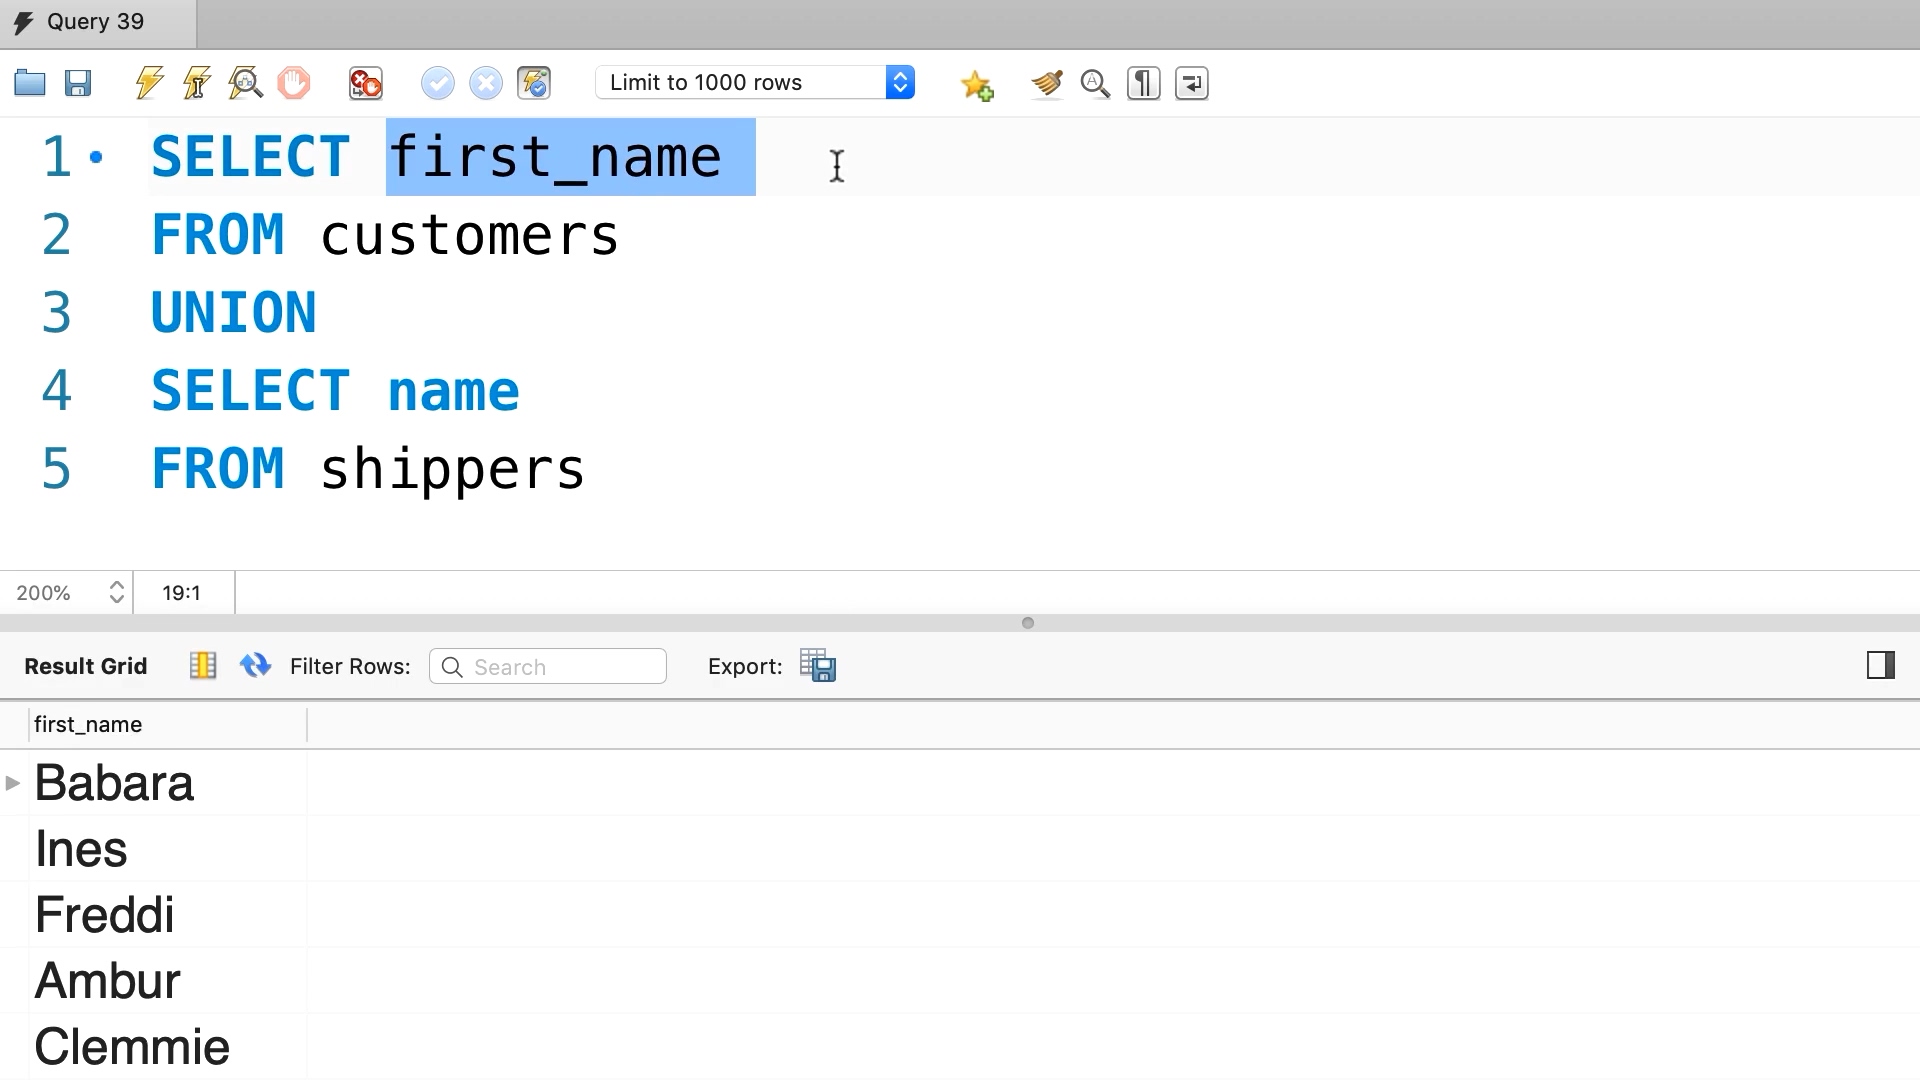 Query 39
Limit to 1000 rows
1 SELECT first_name
2 FROM customers
3 UNION
4 SELECT name
5 FROM shippers
200% 19:1
Result Grid Filter Rows: Search Export:
first_name
Babara
Ines
Freddi
Ambur
Clemmie